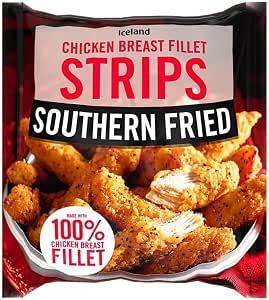 Iceland
CHICKEN BREAST FILLET
STRIPS
SOUTHERN FRIED
MADE WITH
100%
CHICKEN BREAST
FILLET